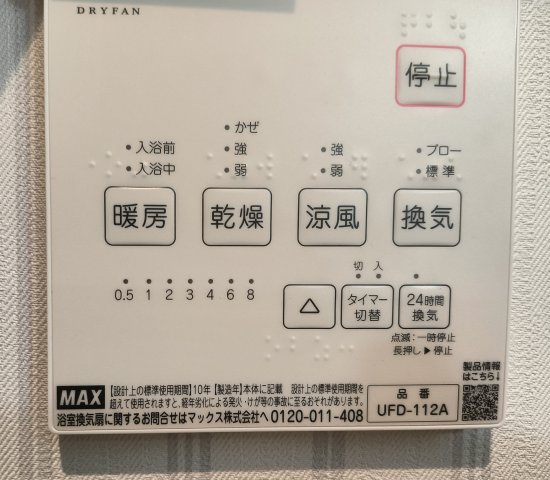 DRYFAN
停止
入浴前
入浴中
かぜ
強
弱
強
弱
ブロー
標準
暖房
乾燥
涼風
換気
0.5 1 2 3 4 6 8
切 入
△
タイマー
切替
24時間
換気
点滅：一時停止
長押し▶停止
製品情報
はこちら↓
MAX
【設計上の標準使用期間】10年 【製造年】本体に記載 設計上の標準使用期間を
超えて使用されますと、経年劣化による発火・けが等の事故に至るおそれがあります。
浴室換気扇に関するお問合せはマックス株式会社へ 0120-011-408
品番
UFD-112A